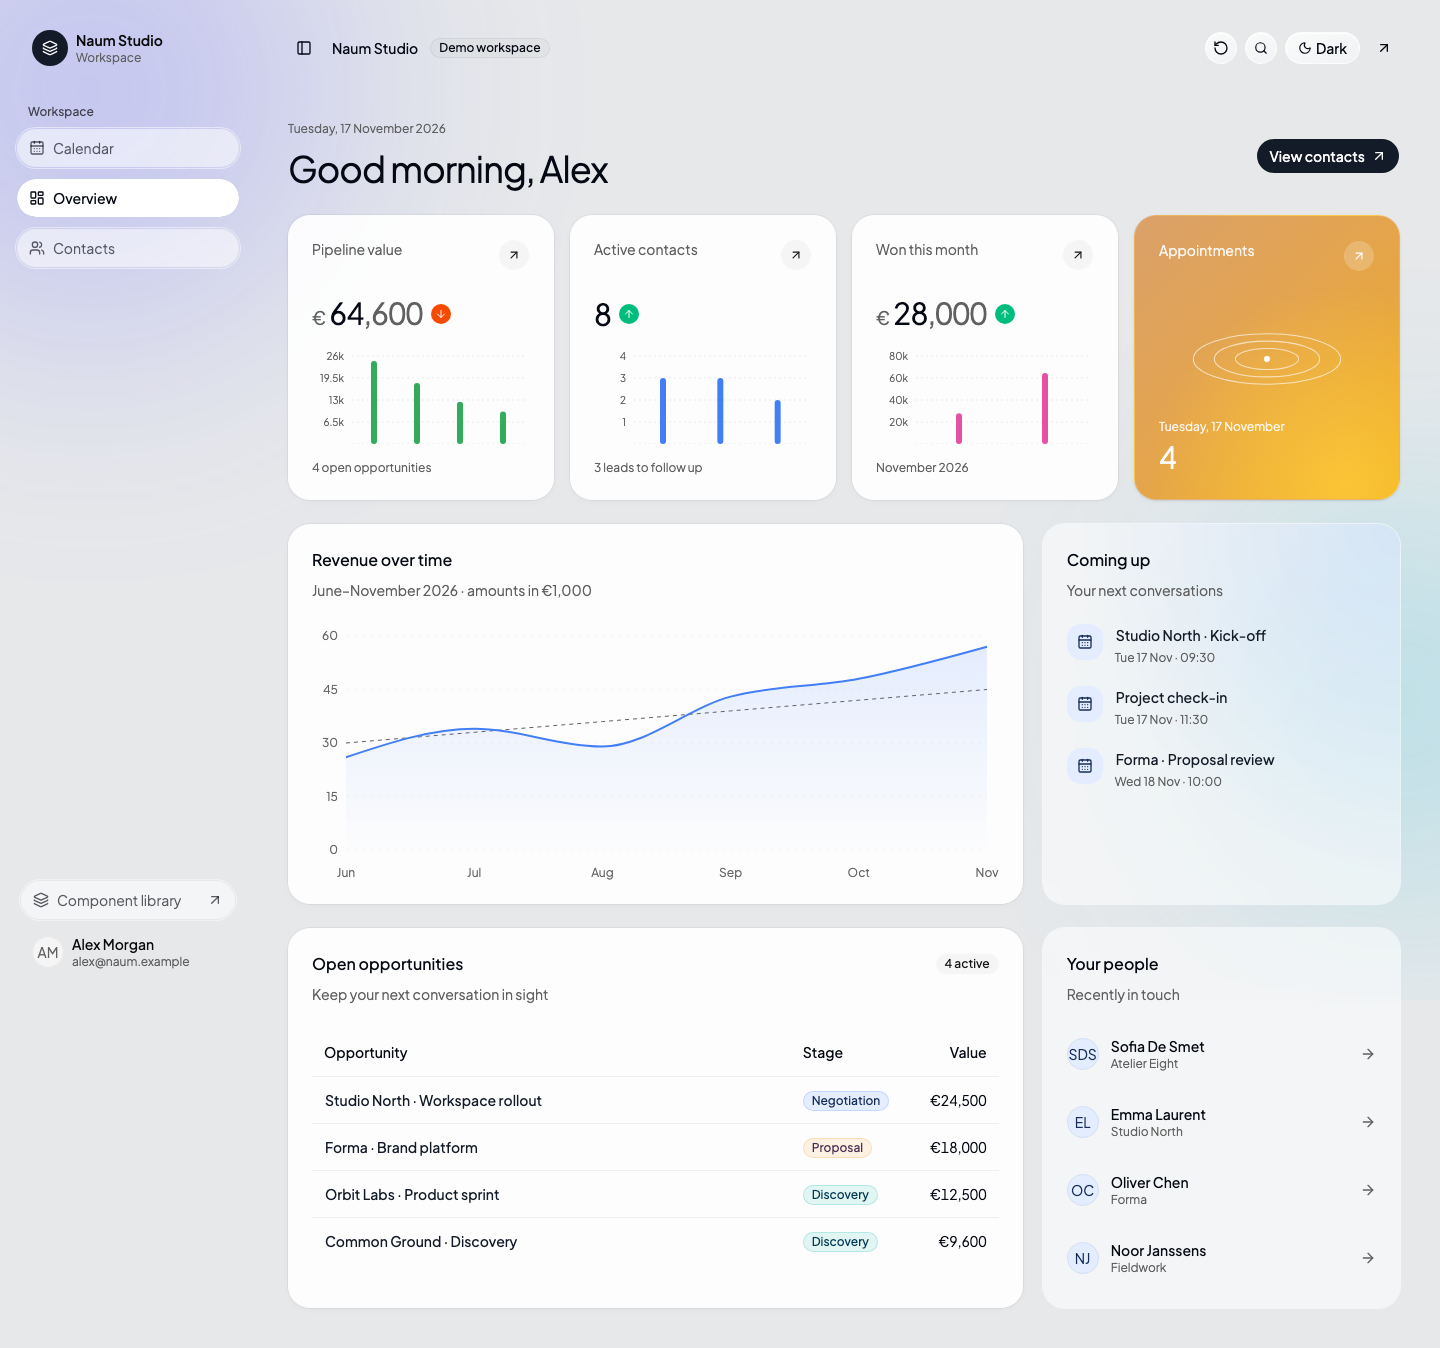 Naum Studio
Workspace
Naum Studio
Demo workspace
Dark
Workspace
Calendar
Overview
Contacts
Component library
AM
Alex Morgan
alex@naum.example
Tuesday, 17 November 2026
Good morning, Alex
View contacts
Pipeline value
€ 64,600
26k
19.5k
13k
6.5k
4 open opportunities
Active contacts
8
4
3
2
1
3 leads to follow up
Won this month
€ 28,000
80k
60k
40k
20k
November 2026
Appointments
Tuesday, 17 November
4
Revenue over time
June–November 2026 · amounts in €1,000
60
45
30
15
0
Jun Jul Aug Sep Oct Nov
Coming up
Your next conversations
Studio North · Kick-off
Tue 17 Nov · 09:30
Project check-in
Tue 17 Nov · 11:30
Forma · Proposal review
Wed 18 Nov · 10:00
Open opportunities
4 active
Keep your next conversation in sight
Opportunity Stage Value
Studio North · Workspace rollout Negotiation €24,500
Forma · Brand platform Proposal €18,000
Orbit Labs · Product sprint Discovery €12,500
Common Ground · Discovery Discovery €9,600
Your people
Recently in touch
SDS
Sofia De Smet
Atelier Eight
EL
Emma Laurent
Studio North
OC
Oliver Chen
Forma
NJ
Noor Janssens
Fieldwork